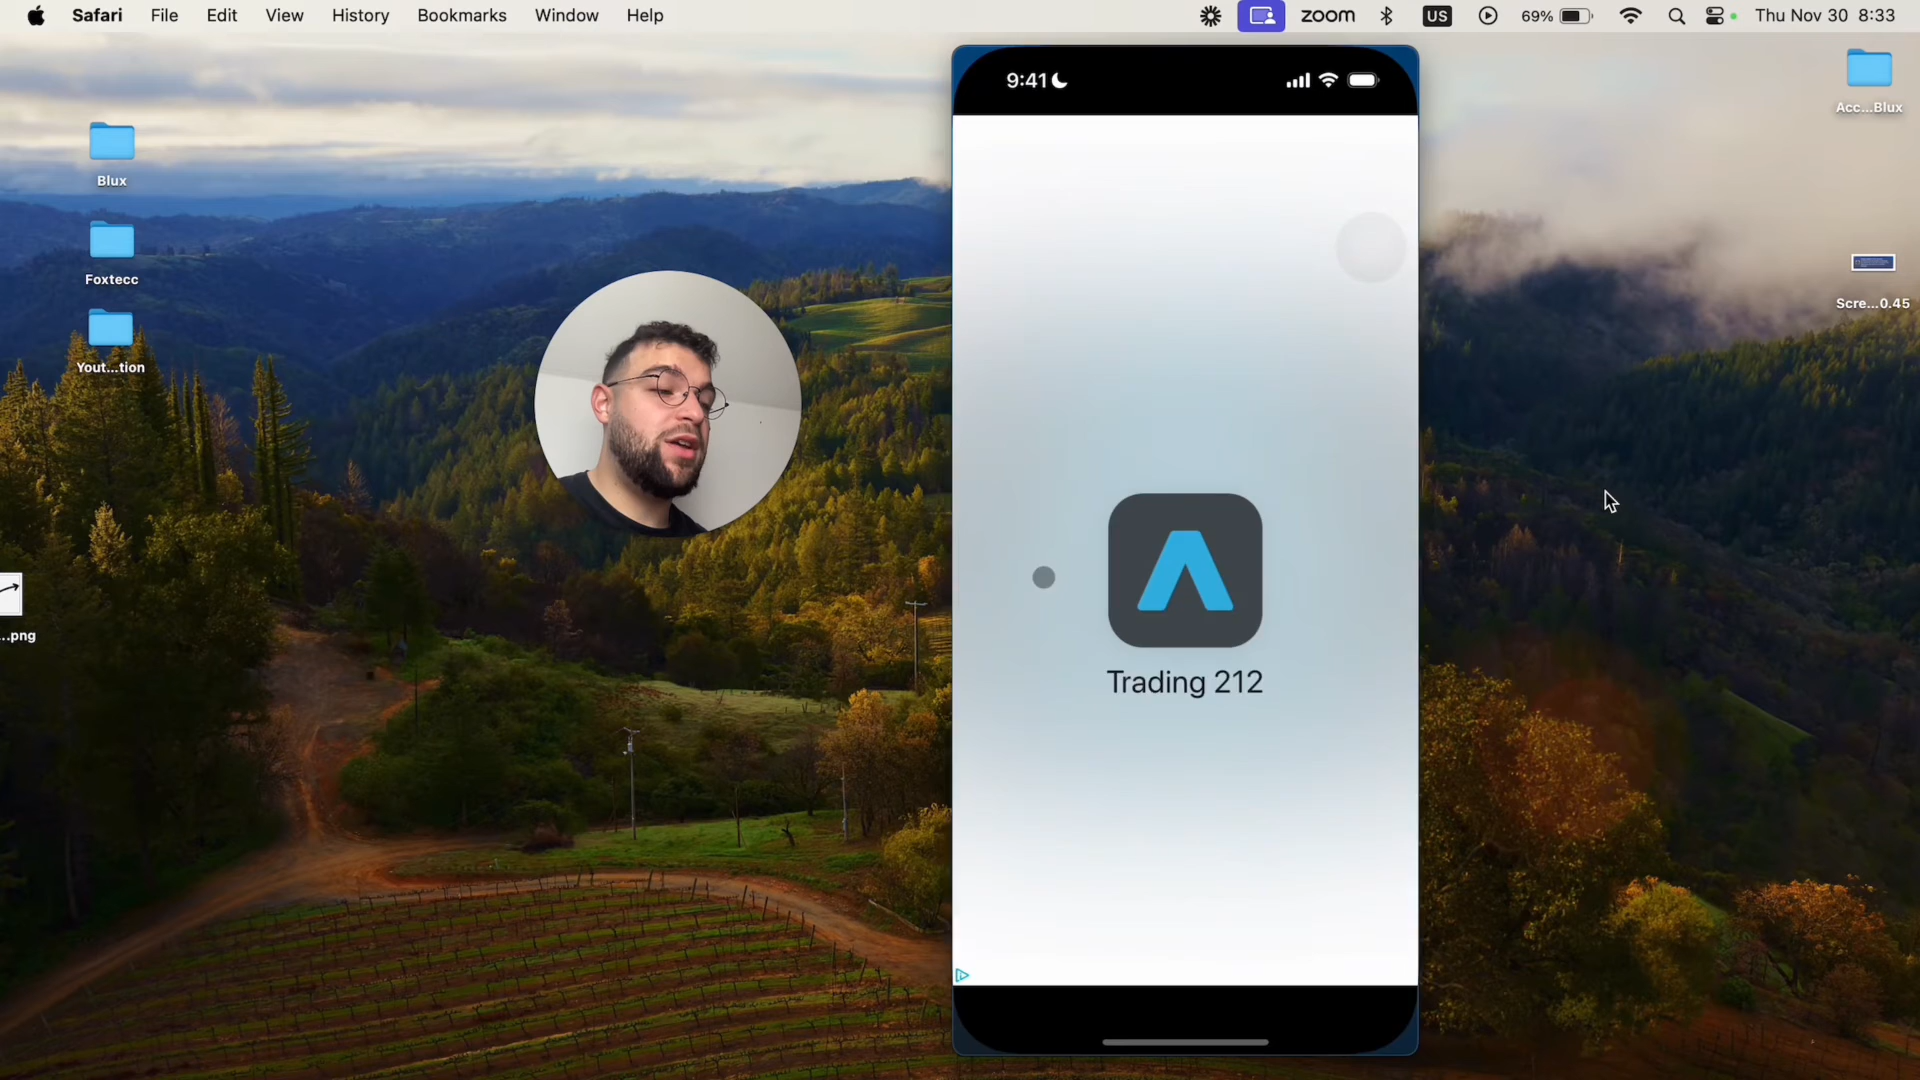 Safari File Edit View History Bookmarks Window Help zoom US 69% Thu Nov 30 8:33
9:41
Acc...Blux
Blux
Foxtecc
Scre...0.45
Yout...tion
...png
Trading 212